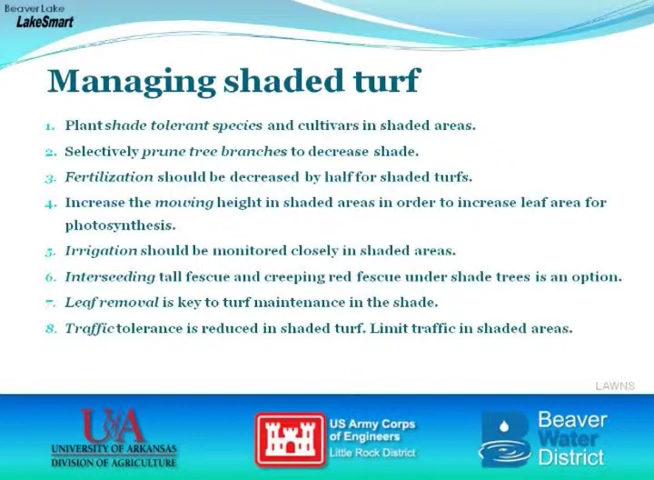 Beaver Lake
LakeSmart
Managing shaded turf
1. Plant shade tolerant species and cultivars in shaded areas.
2. Selectively prune tree branches to decrease shade.
3. Fertilization should be decreased by half for shaded turfs.
4. Increase the mowing height in shaded areas in order to increase leaf area for
photosynthesis.
5. Irrigation should be monitored closely in shaded areas.
6. Interseeding tall fescue and creeping red fescue under shade trees is an option.
7. Leaf removal is key to turf maintenance in the shade.
8. Traffic tolerance is reduced in shaded turf. Limit traffic in shaded areas.
LAWNS
U&A
UNIVERSITY OF ARKANSAS
DIVISION OF AGRICULTURE
US Army Corps
of Engineers
Little Rock District
Beaver
Water
District